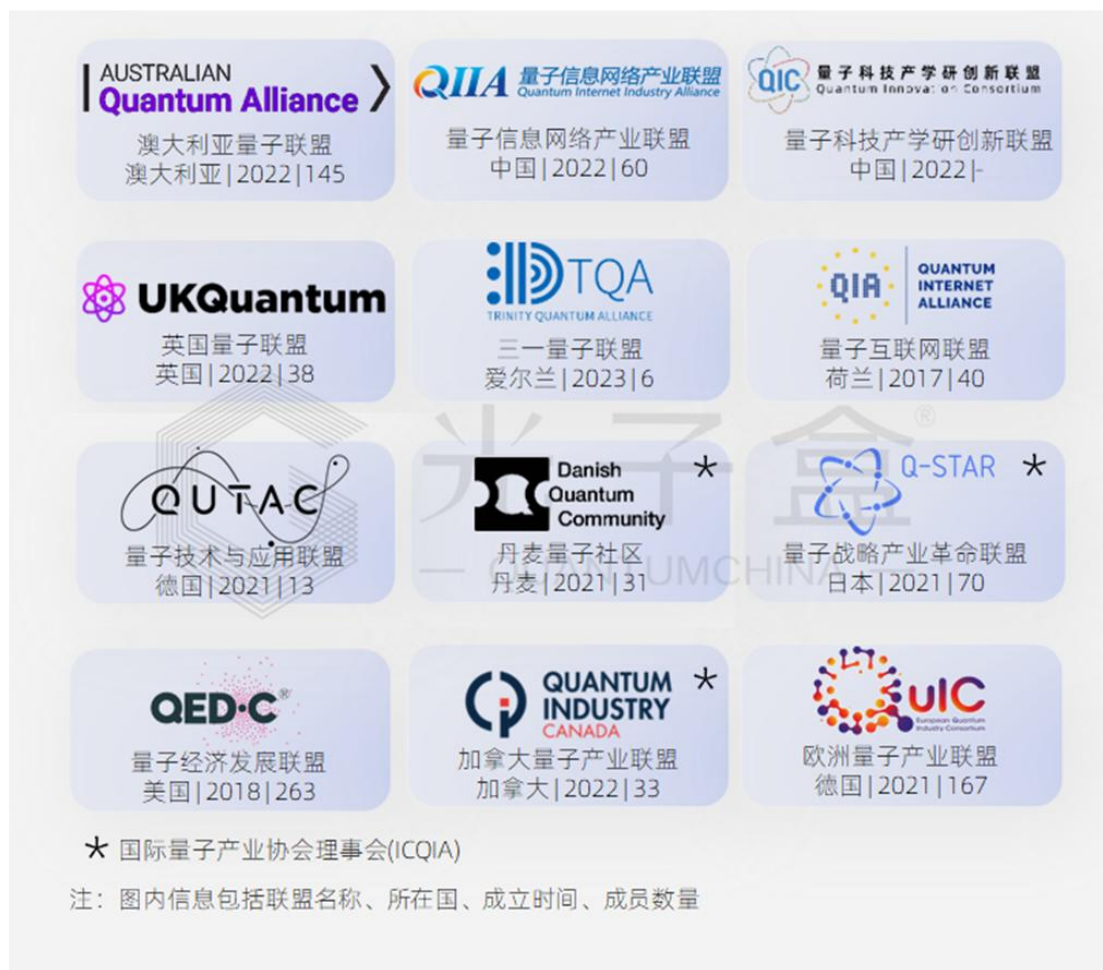 AUSTRALIAN
Quantum Alliance
澳大利亚量子联盟
澳大利亚|2022|145
QIIA 量子信息网络产业联盟
Quantum Internet Industry Alliance
量子信息网络产业联盟
中国|2022|60
QIC 量子科技产学研创新联盟
Quantum Innovation Consortium
量子科技产学研创新联盟
中国|2022|-
UKQuantum
英国量子联盟
英国|2022|38
TQA
TRINITY QUANTUM ALLIANCE
三一量子联盟
爱尔兰|2023|6
QIA
QUANTUM
INTERNET
ALLIANCE
量子互联网联盟
荷兰|2017|40
QUTAC
量子技术与应用联盟
德国|2021|13
Danish
Quantum
Community
*
丹麦量子社区
丹麦|2021|31
Q-STAR
*
量子战略产业革命联盟
日本|2021|70
光子盒®
— QUANTUMCHINA —
QED·C®
量子经济发展联盟
美国|2018|263
QUANTUM
INDUSTRY
CANADA
*
加拿大量子产业联盟
加拿大|2022|33
QuIC
European Quantum
Industry Consortium
欧洲量子产业联盟
德国|2021|167
* 国际量子产业协会理事会(ICQIA)
注：图内信息包括联盟名称、所在国、成立时间、成员数量